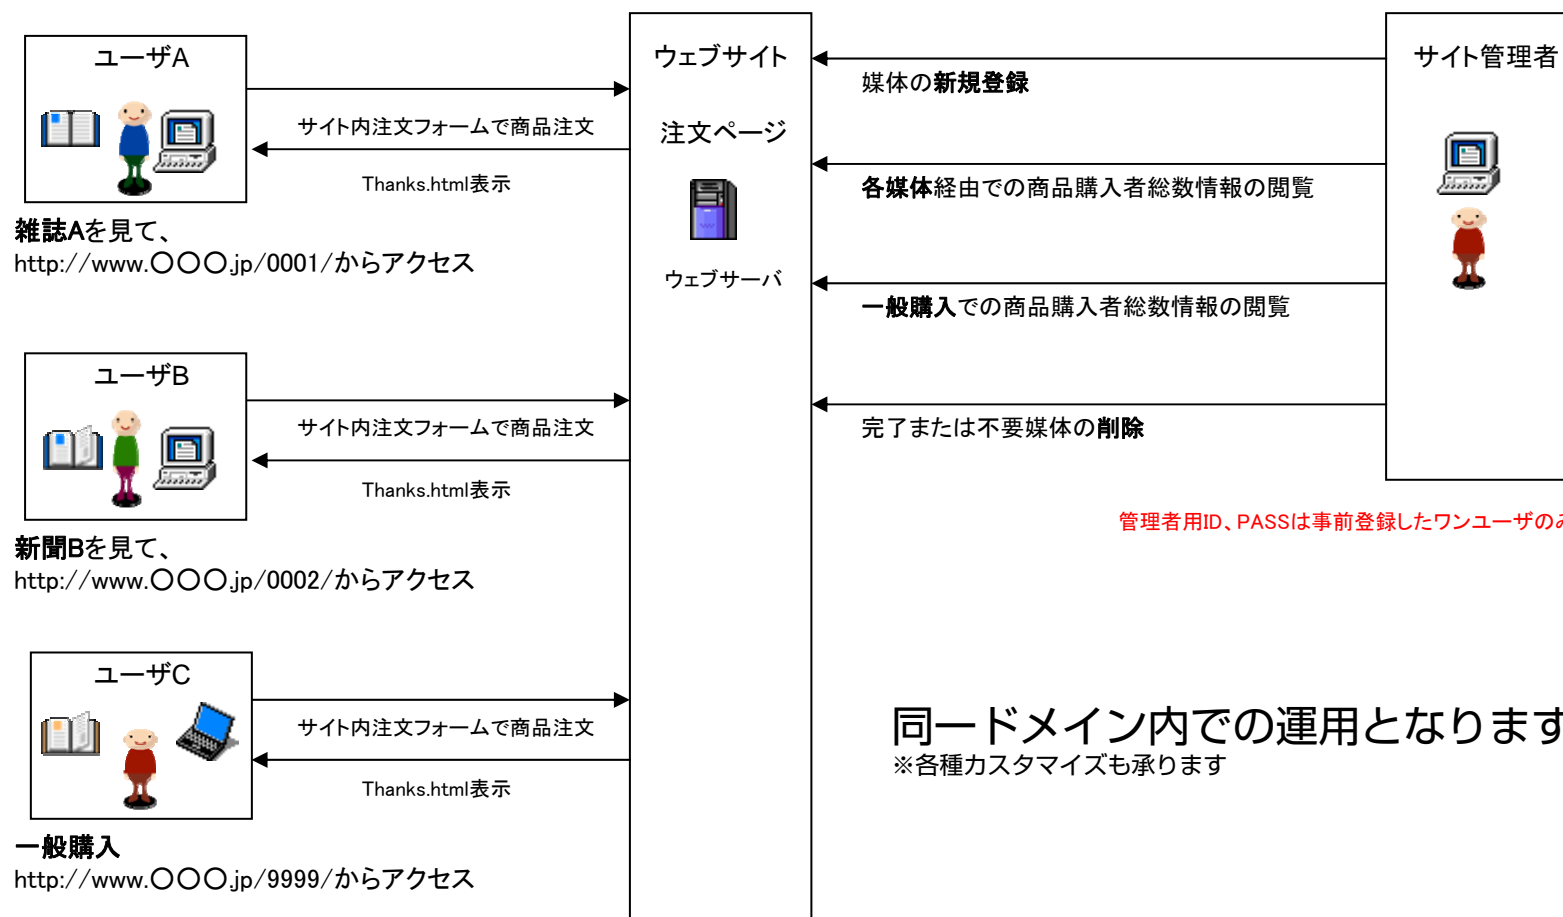 ユーザA
サイト内注文フォームで商品注文
Thanks.html表示
雑誌Aを見て、
http://www.〇〇〇.jp/0001/からアクセス
ユーザB
サイト内注文フォームで商品注文
Thanks.html表示
新聞Bを見て、
http://www.〇〇〇.jp/0002/からアクセス
ユーザC
サイト内注文フォームで商品注文
Thanks.html表示
一般購入
http://www.〇〇〇.jp/9999/からアクセス
ウェブサイト
注文ページ
ウェブサーバ
媒体の新規登録
各媒体経由での商品購入者総数情報の閲覧
一般購入での商品購入者総数情報の閲覧
完了または不要媒体の削除
サイト管理者
管理者用ID、PASSは事前登録したワンユーザのみ
同一ドメイン内での運用となります
※各種カスタマイズも承ります